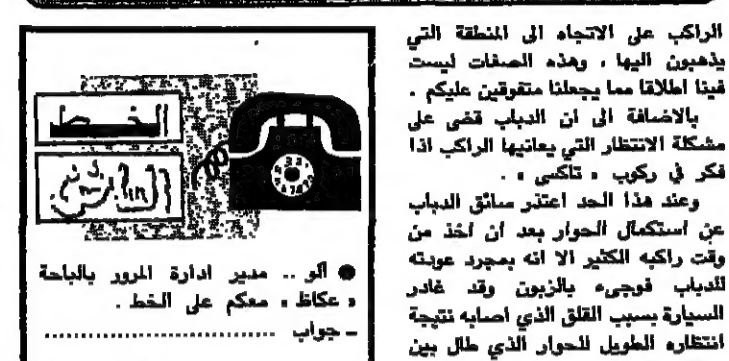 الراكب على الاتجاه الى المنطقة التي
يذهبون اليها ، وهذه الصفات ليست
فينا اطلاقا مما يجعلنا متفوقين عليكم .
بالاضافة الى ان الدباب قضى على
مشكلة الانتظار التي يعانيها الراكب اذا
فكر في ركوب « تاكسى » .
وعند هذا الحد اعتذر سائق الدباب
عن استكمال الحوار بعد ان اخذ من
وقت راكبه الكثير الا انه بمجرد عودته
للدباب فوجىء بالزبون وقد غادر
السيارة بسبب القلق الذي اصابه نتيجة
انتظاره الطويل للحوار الذي طال بين
الخط
● ألو .. مدير ادارة المرور بالباحة
« عكاظ » معكم على الخط .
ـ جواب ............................